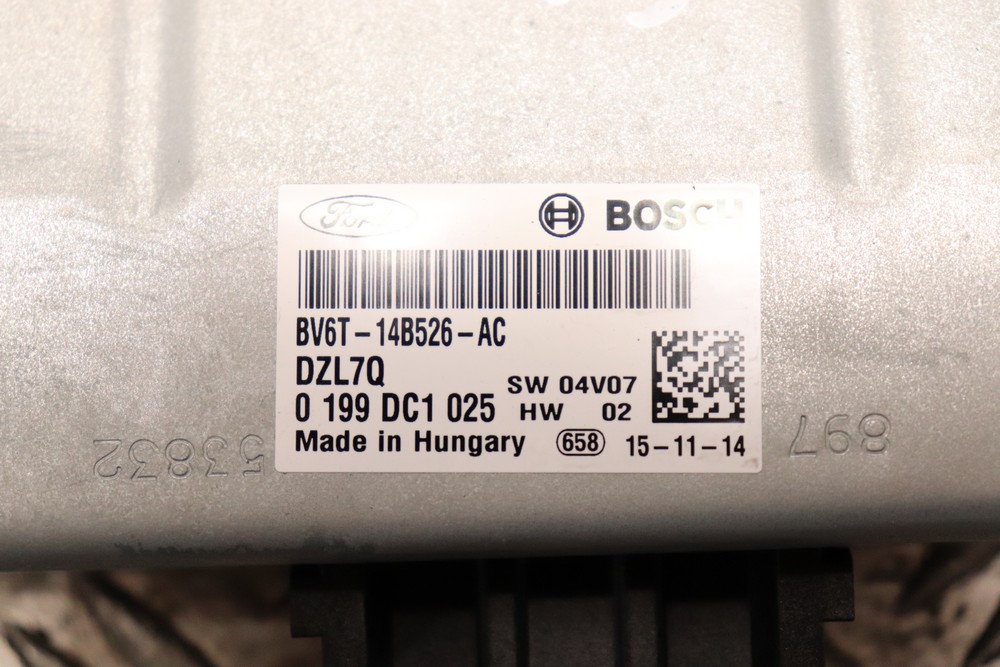 Ford BOSCH
BV6T-14B526-AC
DZL7Q
SW 04V07
0 199 DC1 025 HW 02
Made in Hungary 658 15-11-14
53832
897